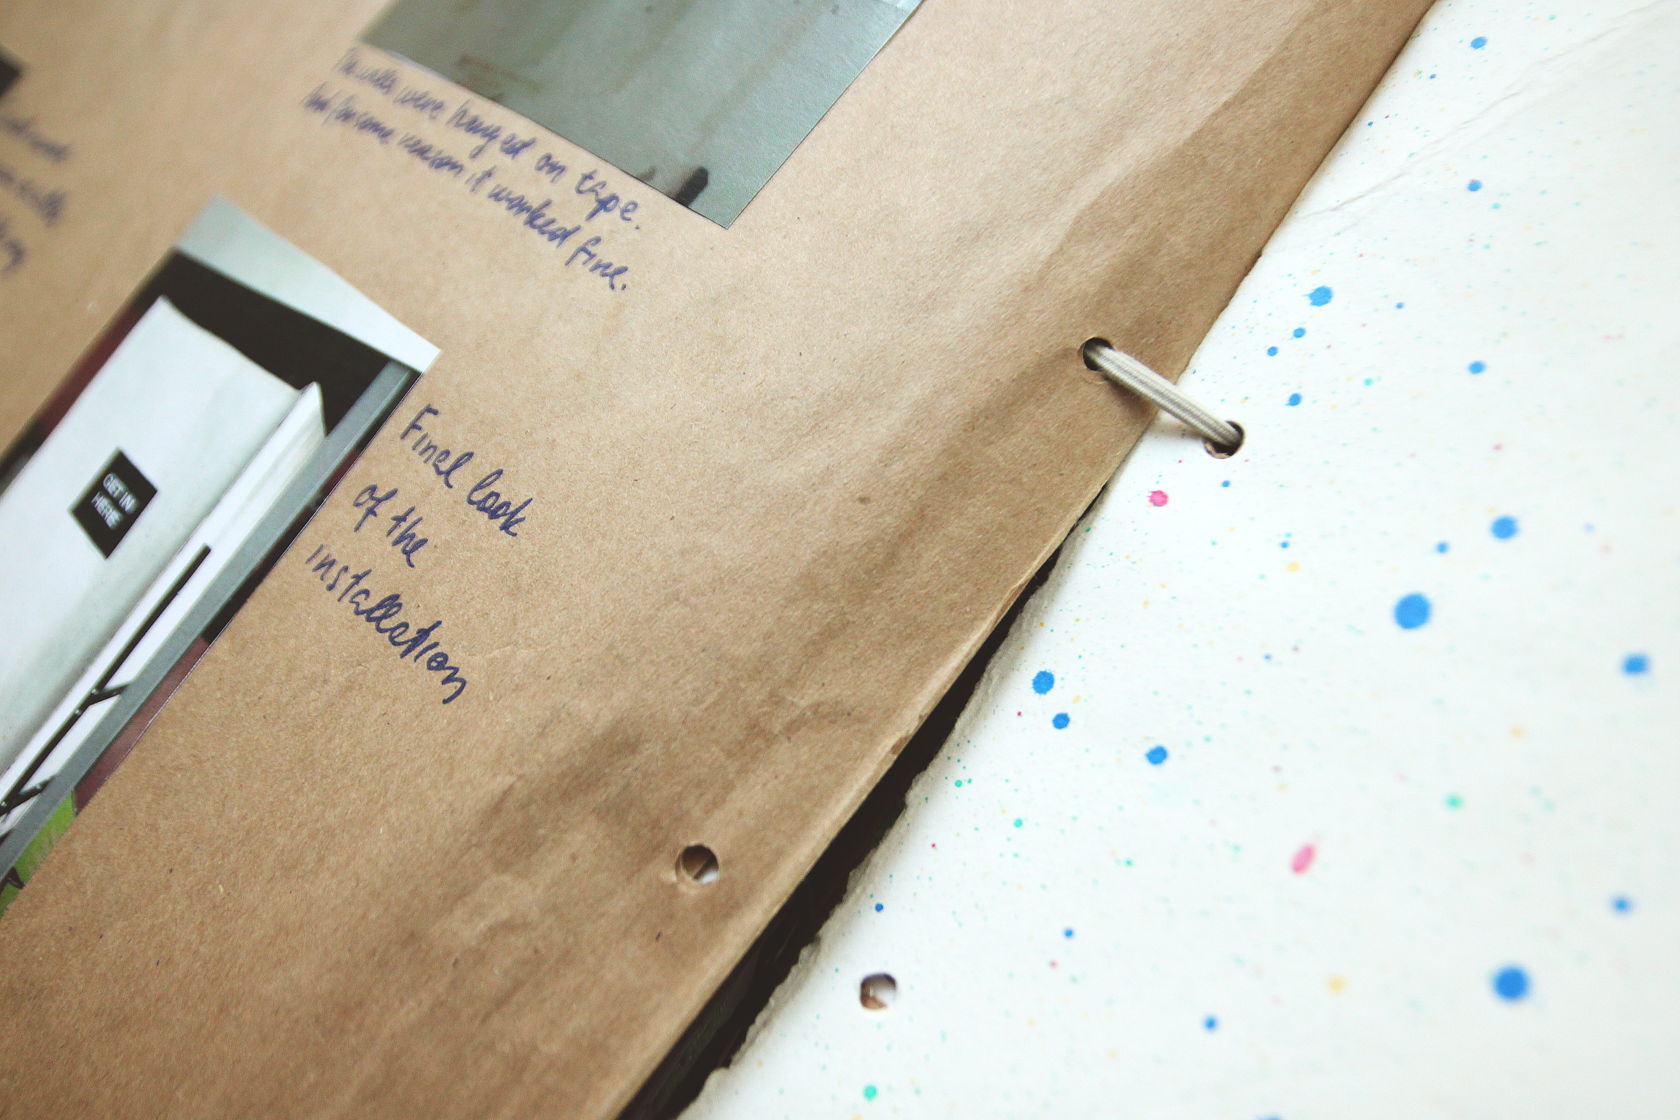 The walls were hanged on tape.
And for some reason it worked fine.
GET IN
HERE
Final look
of the
installation